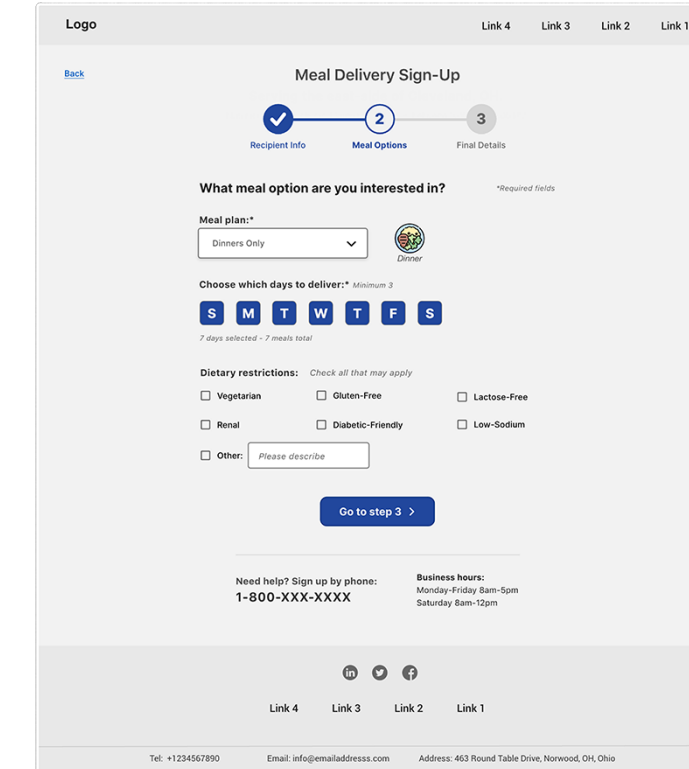 Logo
Link 4 Link 3 Link 2 Link 1
Back
Meal Delivery Sign-Up
2 3
Recipient Info Meal Options Final Details
What meal option are you interested in? *Required fields
Meal plan:*
Dinners Only
Dinner
Choose which days to deliver:* Minimum 3
S M T W T F S
7 days selected - 7 meals total
Dietary restrictions: Check all that may apply
Vegetarian Gluten-Free Lactose-Free
Renal Diabetic-Friendly Low-Sodium
Other: Please describe
Go to step 3
Need help? Sign up by phone:
1-800-XXX-XXXX
Business hours:
Monday-Friday 8am-5pm
Saturday 8am-12pm
in f
Link 4 Link 3 Link 2 Link 1
Tel: +1234567890 Email: info@emailaddresss.com Address: 463 Round Table Drive, Norwood, OH, Ohio